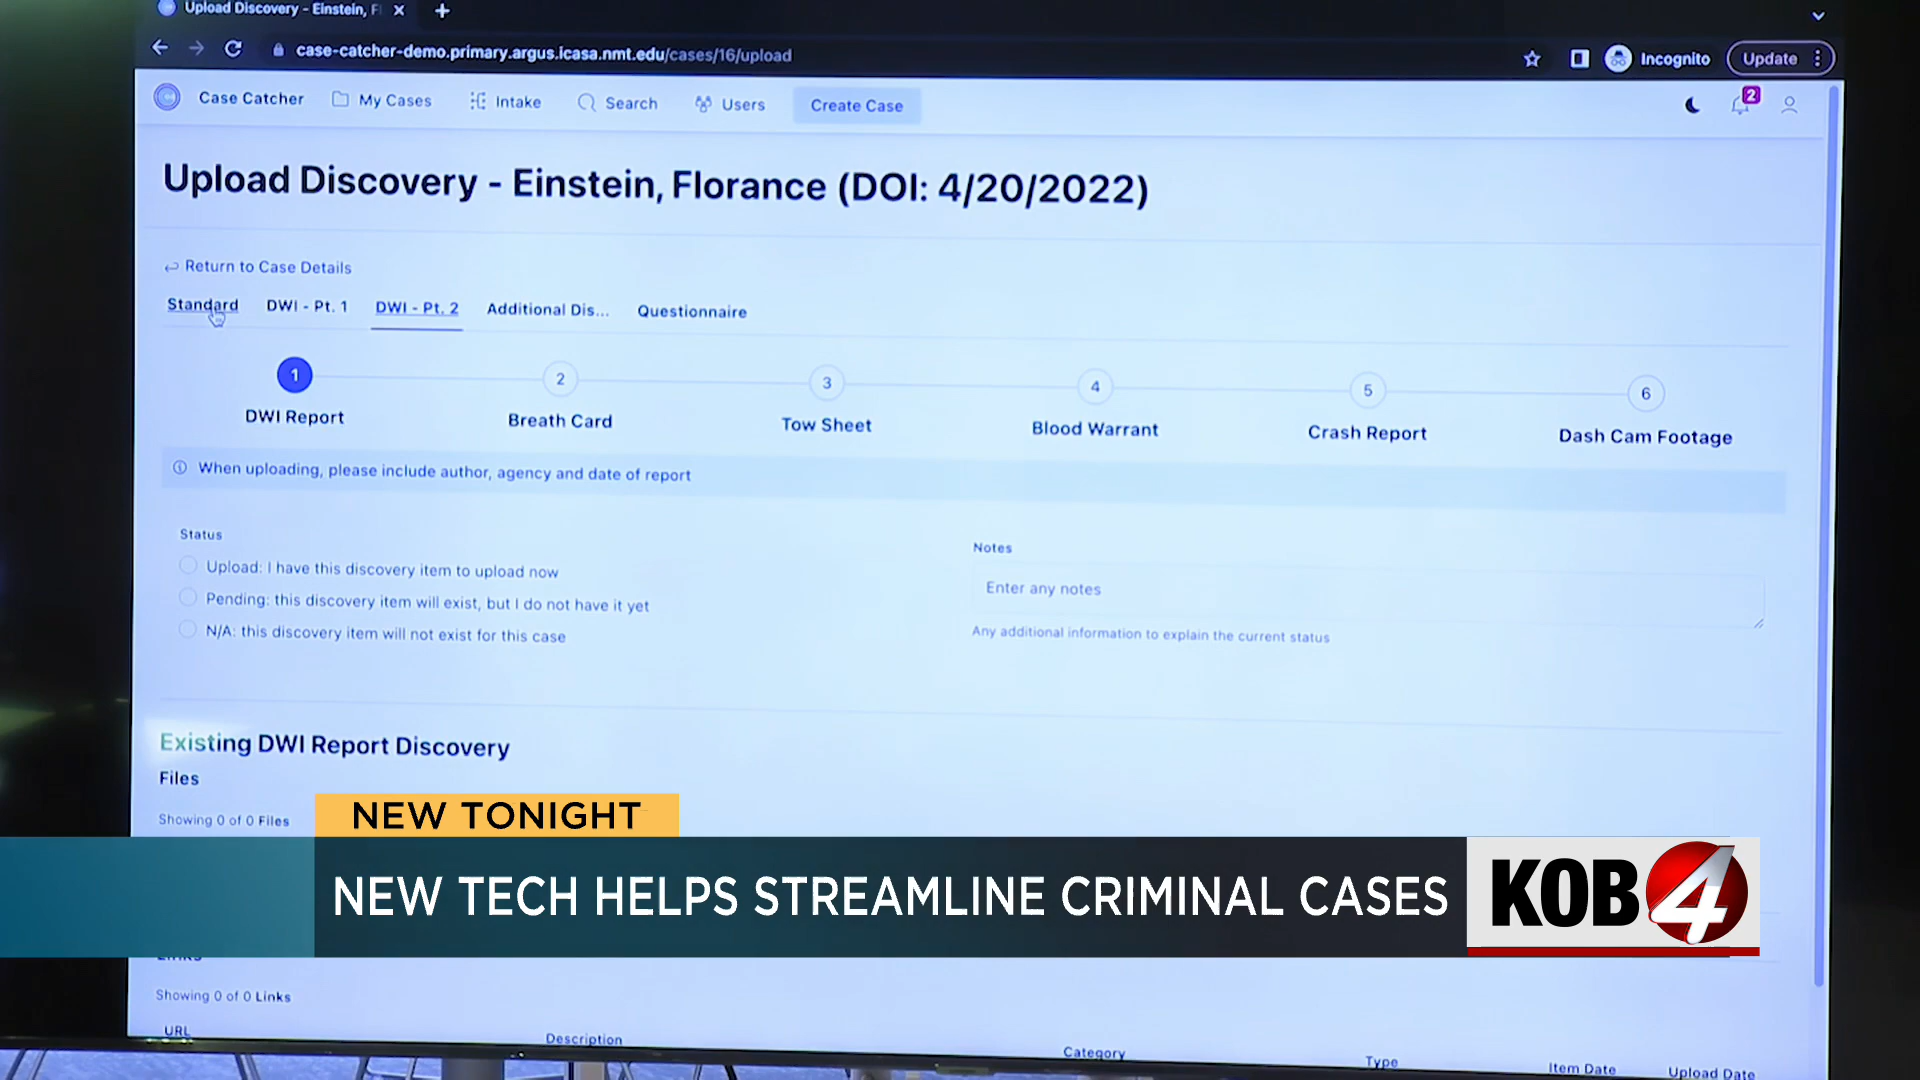 Upload Discovery - Einstein, Fl
case-catcher-demo.primary.argus.icasa.nmt.edu/cases/16/upload
Incognito
Update
Case Catcher
My Cases
Intake
Search
Users
Create Case
2
Upload Discovery - Einstein, Florance (DOI: 4/20/2022)
Return to Case Details
Standard
DWI - Pt. 1
DWI - Pt. 2
Additional Dis...
Questionnaire
1
2
3
4
5
6
DWI Report
Breath Card
Tow Sheet
Blood Warrant
Crash Report
Dash Cam Footage
When uploading, please include author, agency and date of report
Status
Upload: I have this discovery item to upload now
Pending: this discovery item will exist, but I do not have it yet
N/A: this discovery item will not exist for this case
Notes
Enter any notes
Any additional information to explain the current status
Existing DWI Report Discovery
Files
Showing 0 of 0 Files
NEW TONIGHT
NEW TECH HELPS STREAMLINE CRIMINAL CASES
KOB 4
Showing 0 of 0 Links
URL
Description
Category
Type
Item Date
Upload Date